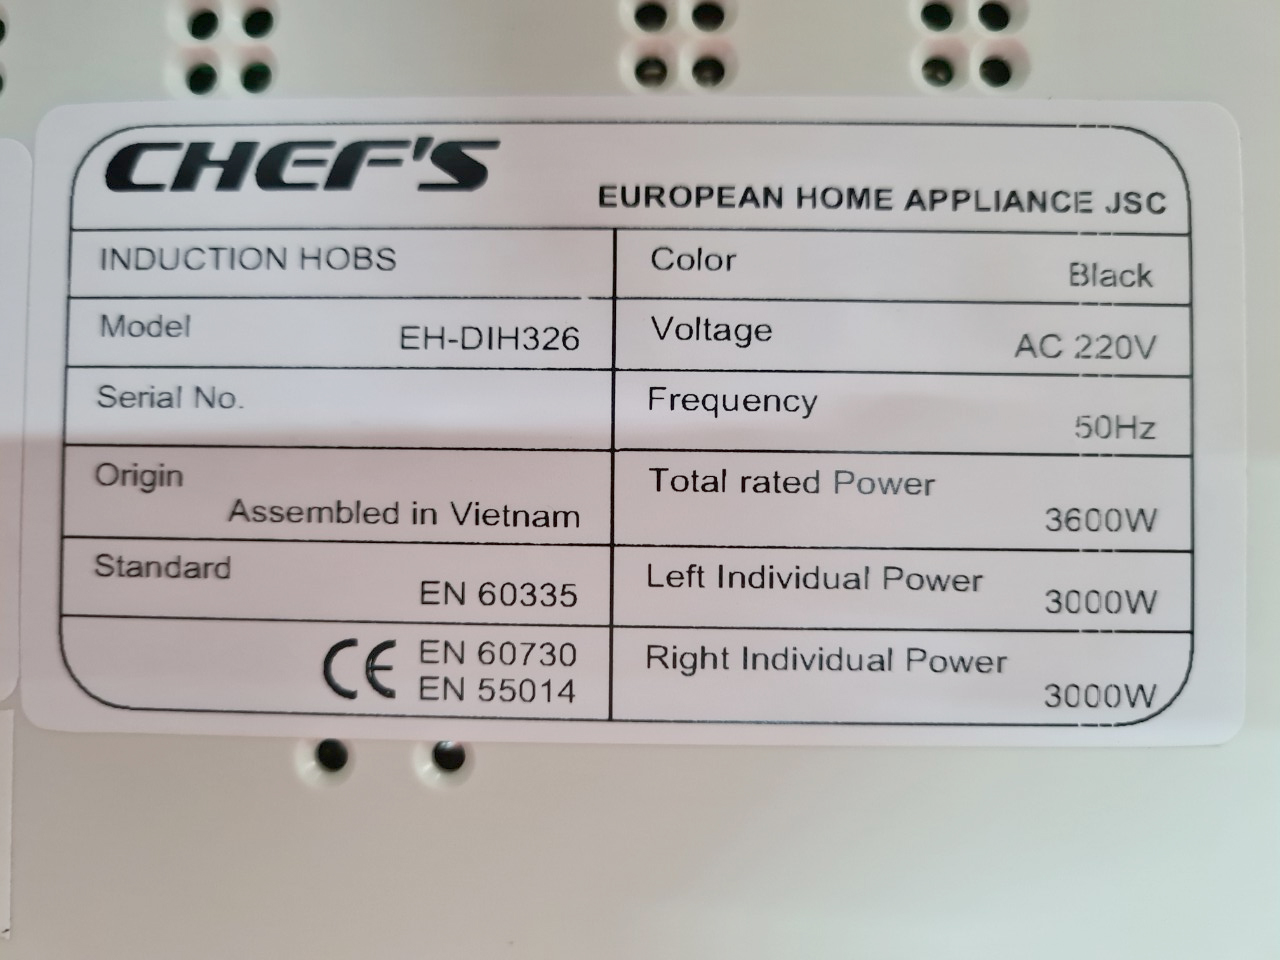 CHEF'S
EUROPEAN HOME APPLIANCE JSC
INDUCTION HOBS
Model EH-DIH326
Serial No.
Origin
Assembled in Vietnam
Standard
EN 60335
CE EN 60730
EN 55014
Color Black
Voltage AC 220V
Frequency 50Hz
Total rated Power
3600W
Left Individual Power 3000W
Right Individual Power
3000W